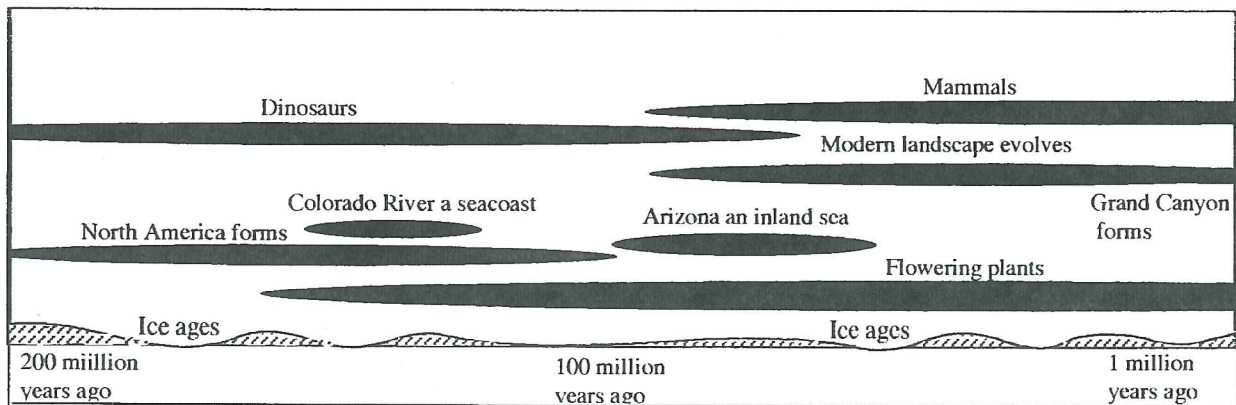 Mammals
Dinosaurs
Modern landscape evolves
Colorado River a seacoast
Arizona an inland sea
Grand Canyon
forms
North America forms
Flowering plants
Ice ages
Ice ages
200 miillion
years ago
100 million
years ago
1 million
years ago